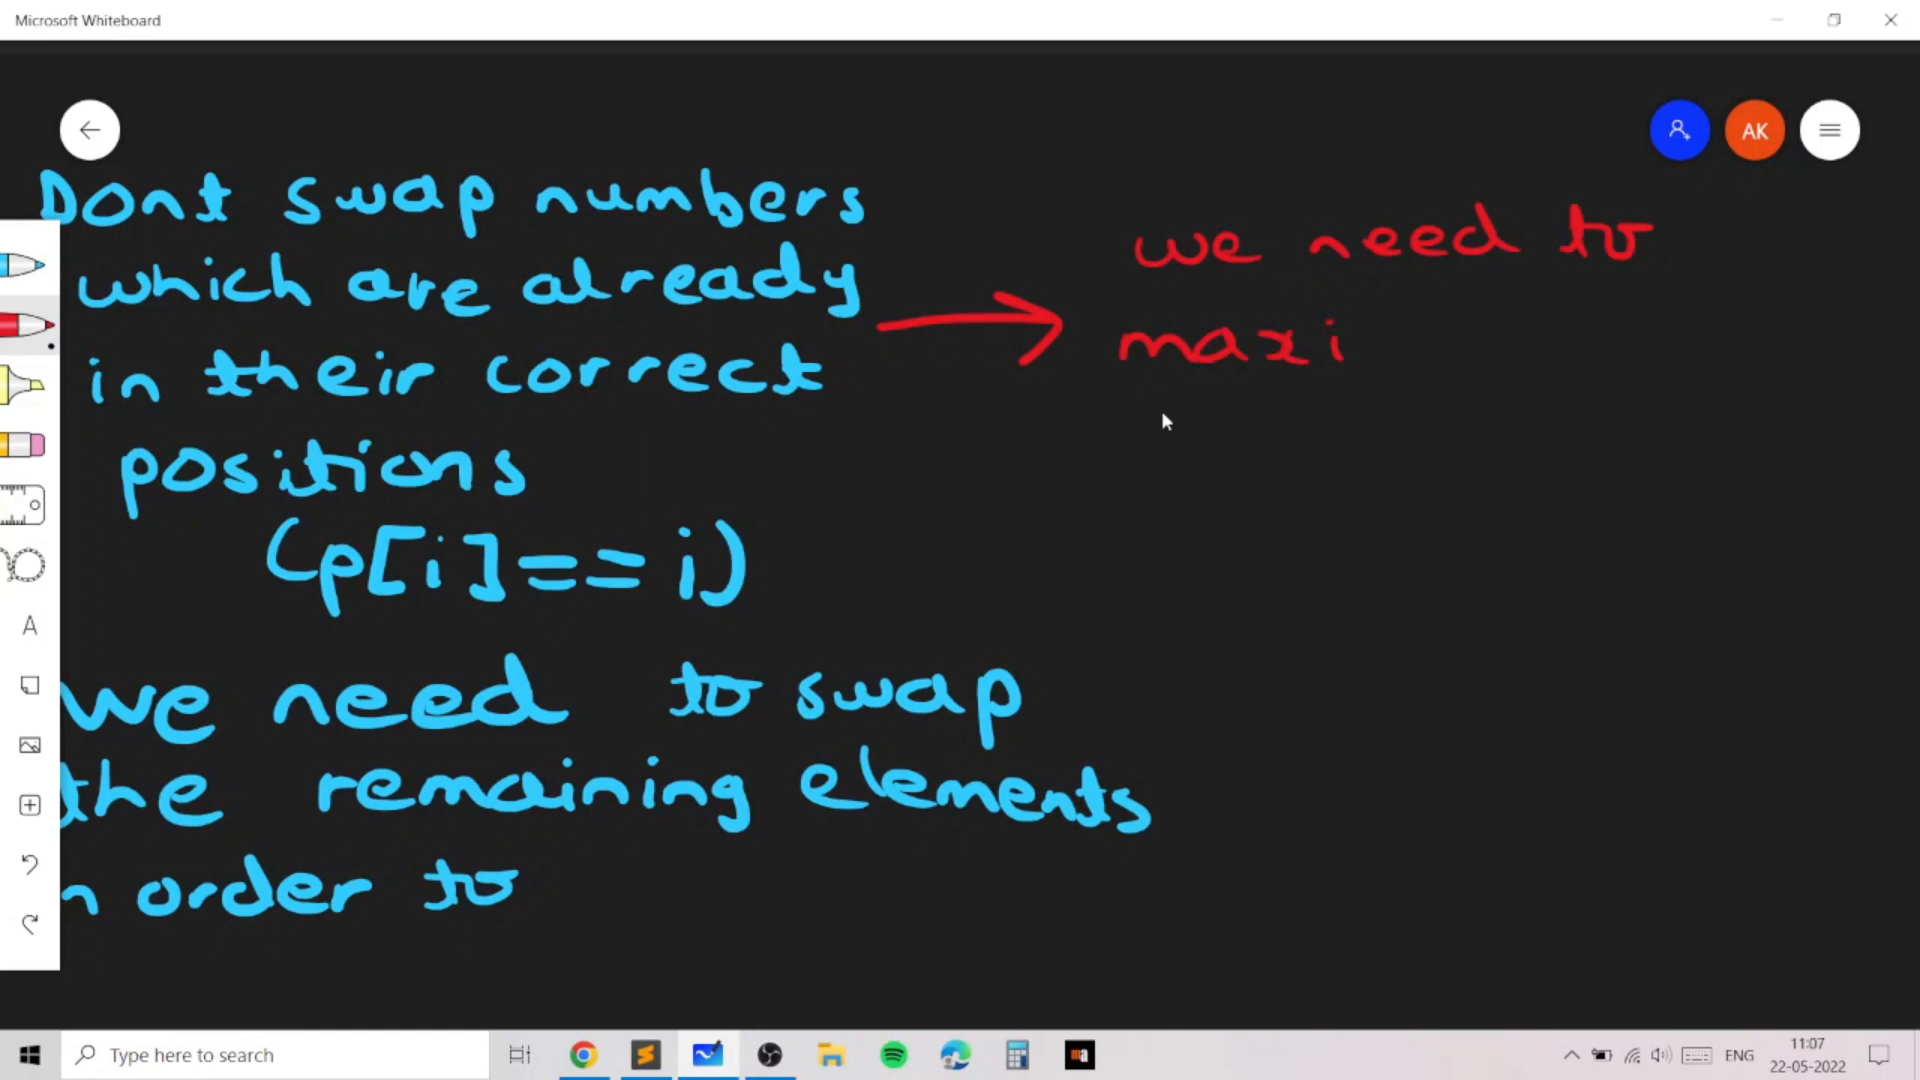 Microsoft Whiteboard
AK
Dont swap numbers
which are already
in their correct
positions
(p[i]==i)
we need to swap
the remaining elements
n order to
we need to
maxi
A
Type here to search
ma
ENG
11:07
22-05-2022